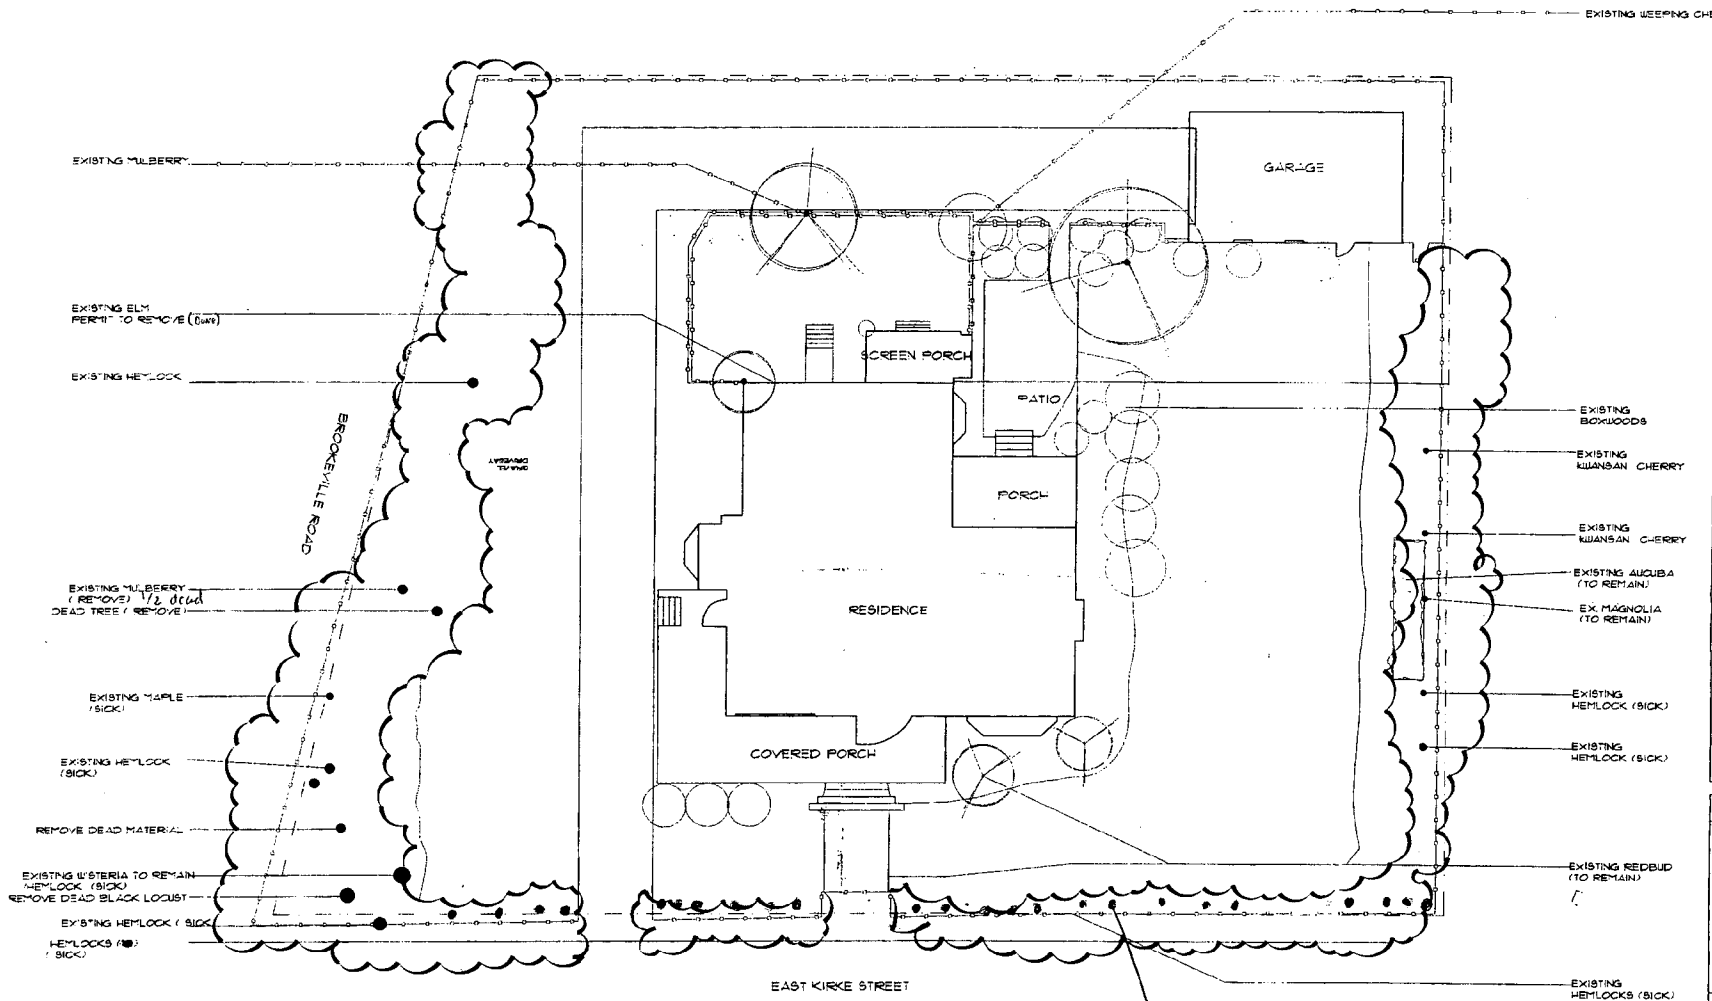 EXISTING WEEPING CHE
EXISTING MULBERRY
GARAGE
EXISTING ELM
PERMIT TO REMOVE (DONE)
SCREEN PORCH
EXISTING HEMLOCK
PATIO
EXISTING
BOXWOODS
BROOKEVILLE ROAD
GRAVEL
DRIVEWAY
EXISTING
KWANSAN CHERRY
PORCH
EXISTING
KWANSAN CHERRY
EXISTING AUCUBA
(TO REMAIN)
EXISTING MULBERRY
(REMOVE) 1/2 dead
DEAD TREE (REMOVE)
RESIDENCE
EX. MAGNOLIA
(TO REMAIN)
EXISTING MAPLE
(SICK)
EXISTING
HEMLOCK (SICK)
COVERED PORCH
EXISTING HEMLOCK
(SICK)
EXISTING
HEMLOCK (SICK)
REMOVE DEAD MATERIAL
EXISTING WISTERIA TO REMAIN
HEMLOCK (SICK)
REMOVE DEAD BLACK LOCUST
EXISTING REDBUD
(TO REMAIN)
EXISTING HEMLOCK (SICK
HEMLOCKS
(SICK)
EAST KIRKE STREET
EXISTING
HEMLOCKS (SICK)